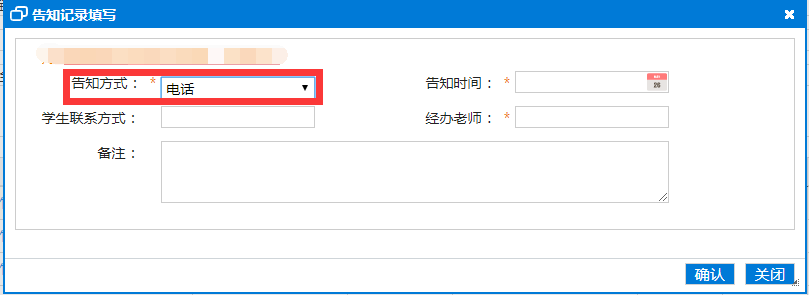 告知记录填写
告知方式： * 电话 告知时间： *
学生联系方式： 经办老师： *
备注：
确认 关闭